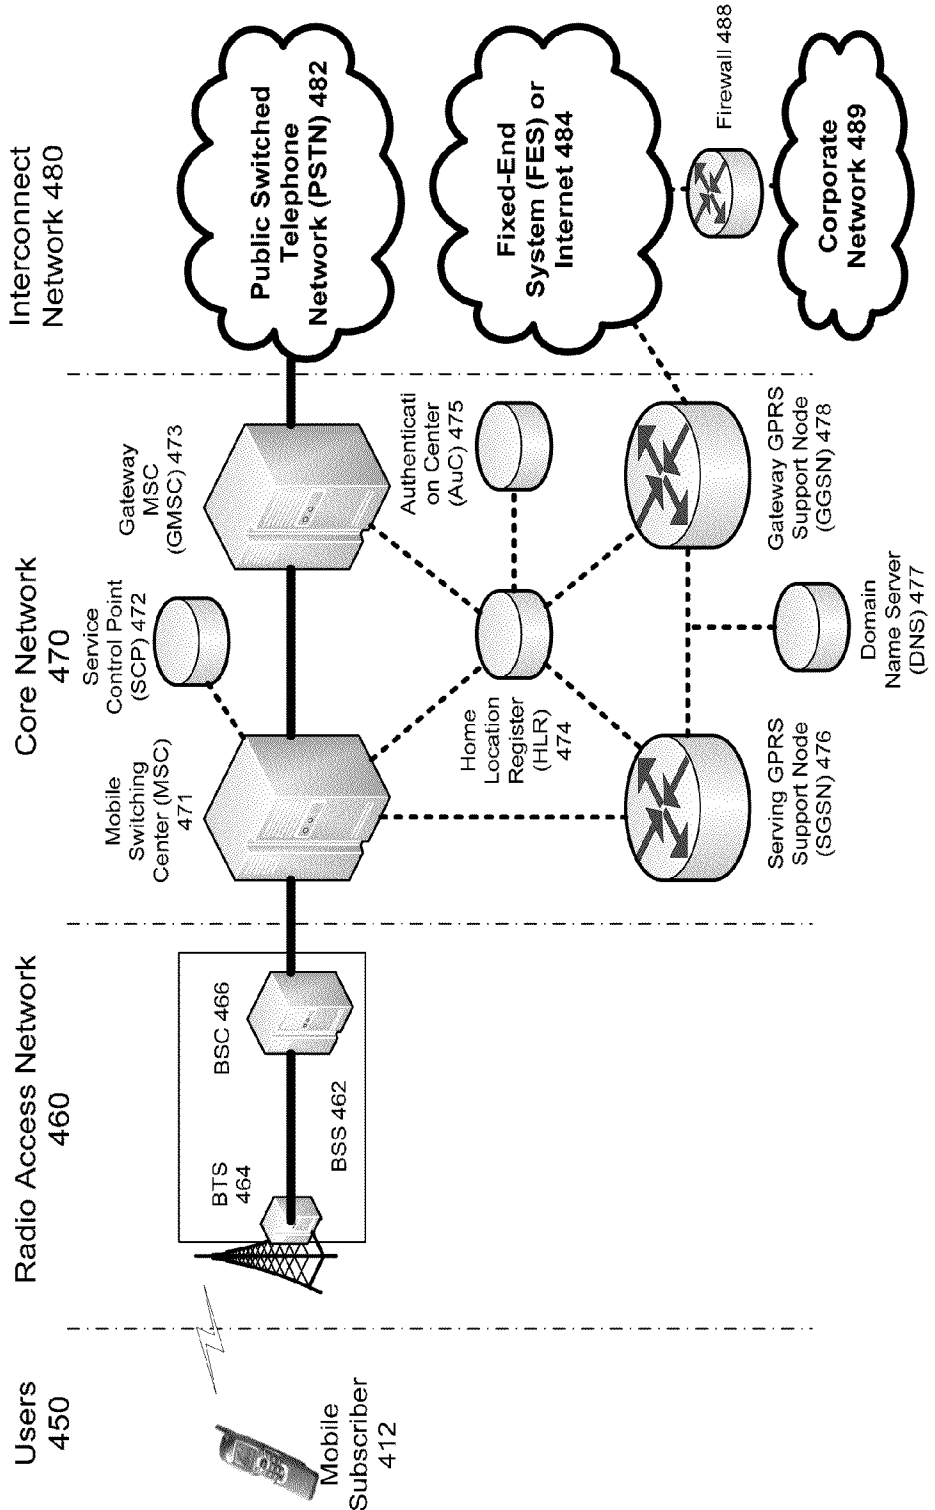 Users
450
Radio Access Network
460
Core Network
470
Interconnect
Network 480
Mobile
Subscriber
412
BTS
464
BSC 466
BSS 462
Mobile
Switching
Center (MSC)
471
Service
Control Point
(SCP) 472
Gateway
MSC
(GMSC) 473
Home
Location
Register
(HLR)
474
Authenticati
on Center
(AuC) 475
Serving GPRS
Support Node
(SGSN) 476
Domain
Name Server
(DNS) 477
Gateway GPRS
Support Node
(GGSN) 478
Public Switched
Telephone
Network (PSTN) 482
Fixed-End
System (FES) or
Internet 484
Firewall 488
Corporate
Network 489